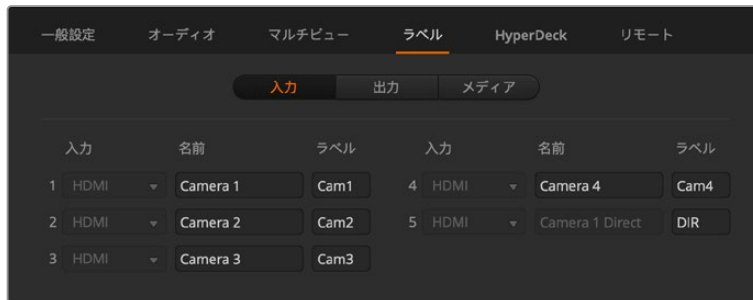 一般設定 オーディオ マルチビュー ラベル HyperDeck リモート
入力 出力 メディア
入力 名前 ラベル 入力 名前 ラベル
1 HDMI Camera 1 Cam1 4 HDMI Camera 4 Cam4
2 HDMI Camera 2 Cam2 5 HDMI Camera 1 Direct DIR
3 HDMI Camera 3 Cam3